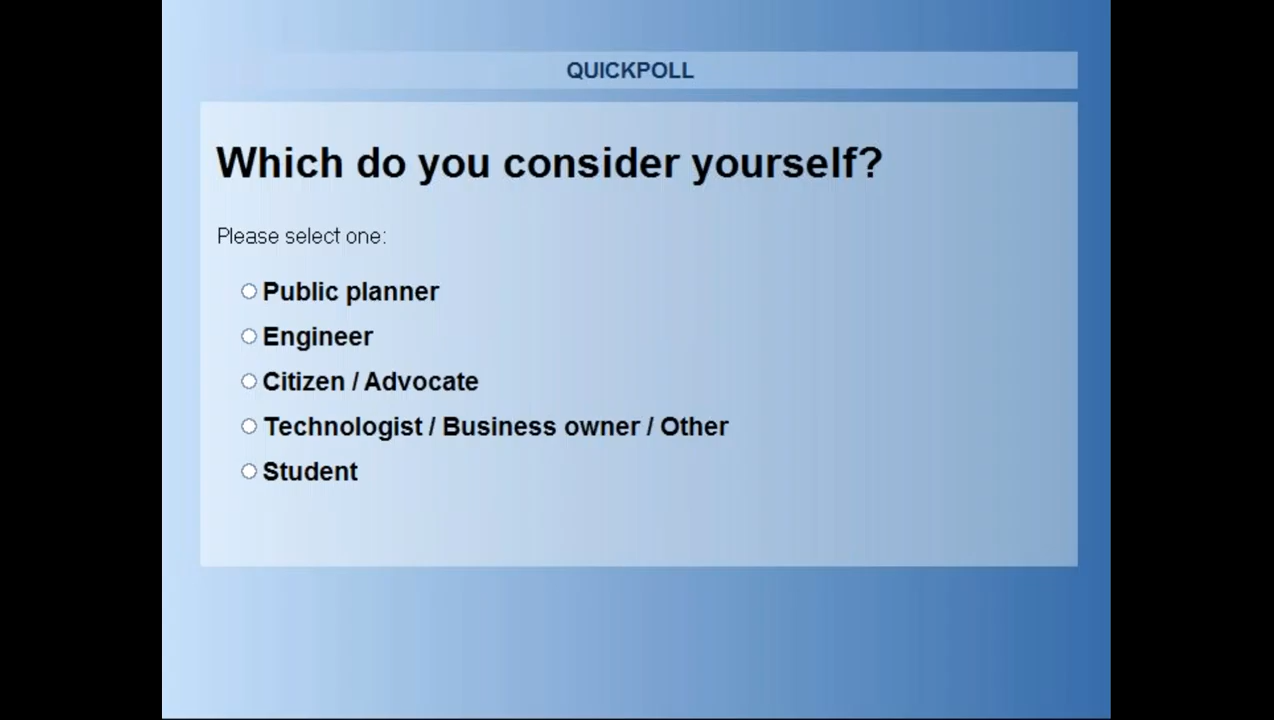 QUICKPOLL
Which do you consider yourself?
Please select one:
Public planner
Engineer
Citizen / Advocate
Technologist / Business owner / Other
Student